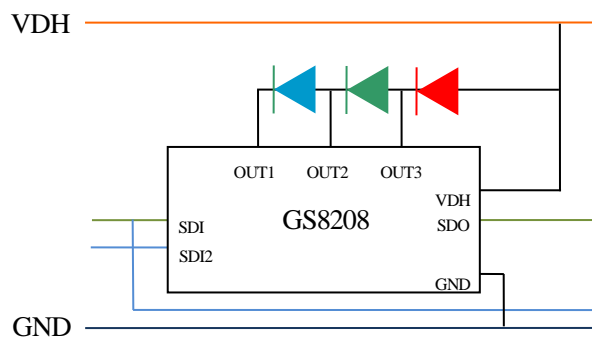 VDH
OUT1 OUT2 OUT3
VDH
GS8208
SDI SDO
SDI2
GND
GND